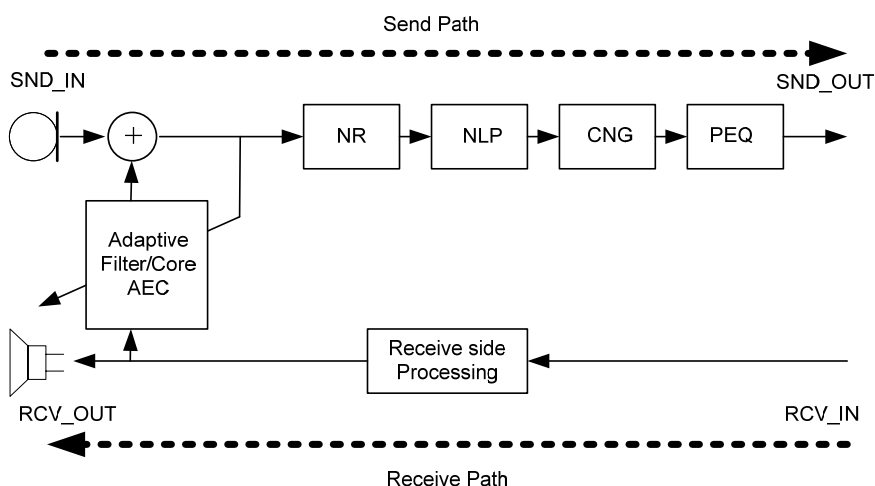 Send Path
SND_IN
SND_OUT
+
NR
NLP
CNG
PEQ
Adaptive
Filter/Core
AEC
Receive side
Processing
RCV_OUT
RCV_IN
Receive Path